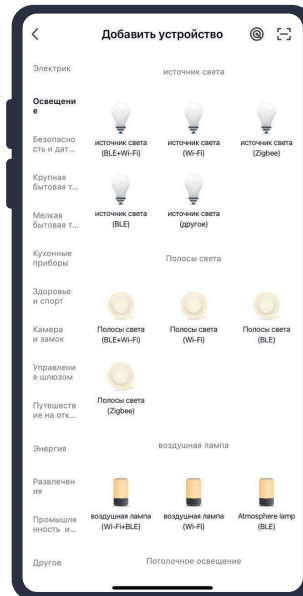 Добавить устройство
Электрик
Освещени
е
Безопасно
сть и дат...
Крупная
бытовая т...
Мелкая
бытовая т...
Кухонные
приборы
Здоровье
и спорт
Камера
и замок
Управлени
е шлюзом
Путешеств
ие на отк...
Энергия
Развлечен
ия
Промышле
нность и...
Другое
источник света
источник света
(BLE+Wi-Fi)
источник света
(Wi-Fi)
источник света
(Zigbee)
источник света
(BLE)
источник света
(другое)
Полосы света
Полосы света
(BLE+Wi-Fi)
Полосы света
(Wi-Fi)
Полосы света
(BLE)
Полосы света
(Zigbee)
воздушная лампа
воздушная лампа
(Wi-Fi+BLE)
воздушная лампа
(Wi-Fi)
Atmosphere lamp
(BLE)
Потолочное освещение